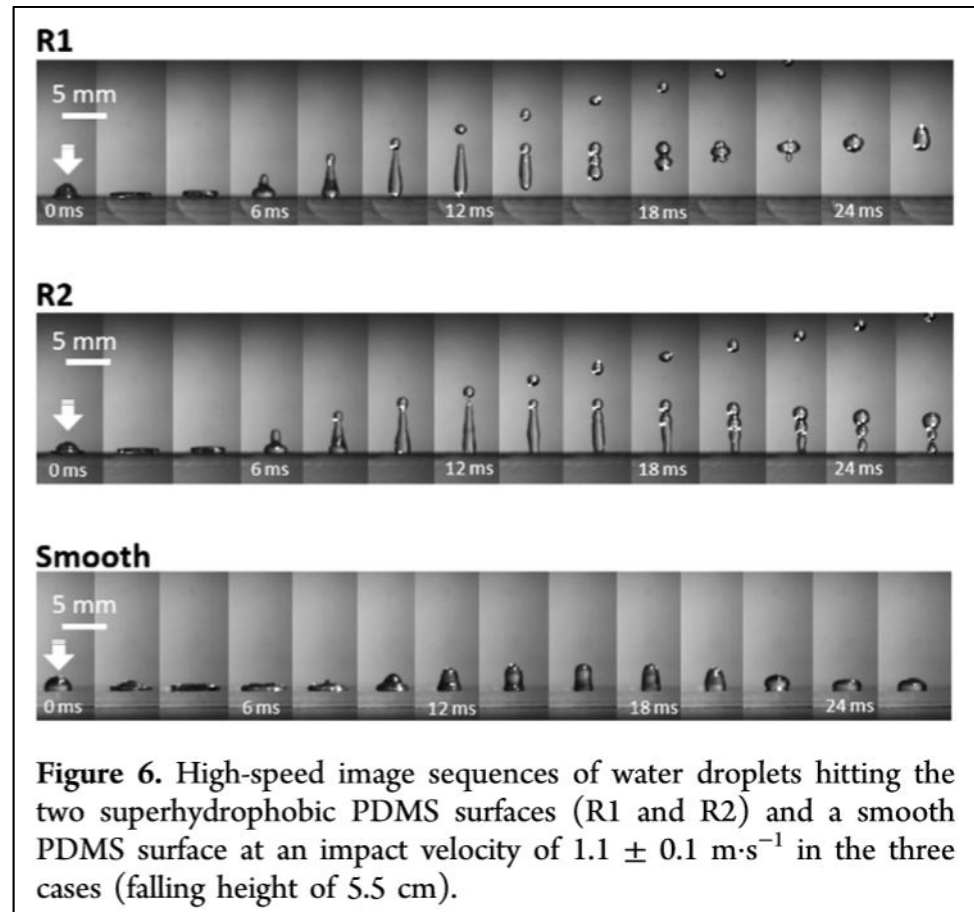 R1
5 mm
0 ms 6 ms 12 ms 18 ms 24 ms
R2
5 mm
0 ms 6 ms 12 ms 18 ms 24 ms
Smooth
5 mm
0 ms 6 ms 12 ms 18 ms 24 ms
Figure 6. High-speed image sequences of water droplets hitting the
two superhydrophobic PDMS surfaces (R1 and R2) and a smooth
PDMS surface at an impact velocity of 1.1 ± 0.1 m·s⁻¹ in the three
cases (falling height of 5.5 cm).